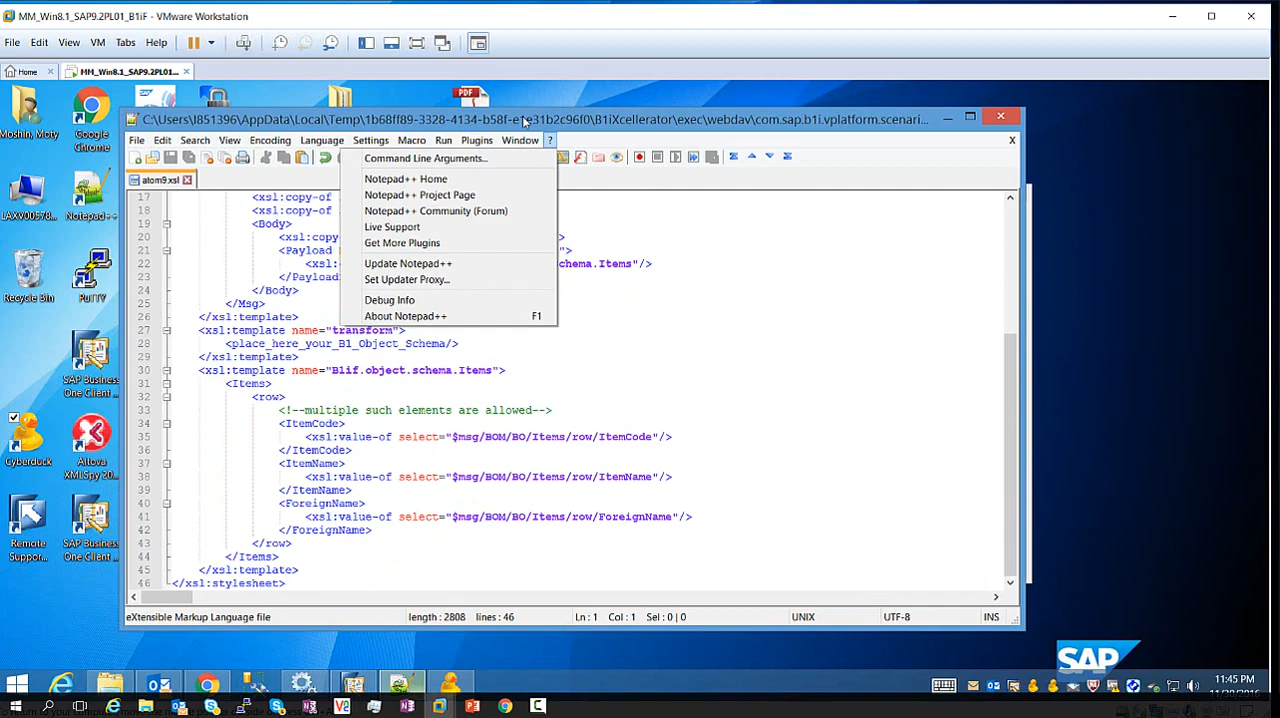 MM_Win8.1_SAP9.2PL01_B1iF - VMware Workstation
File Edit View VM Tabs Help
Home MM_Win8.1_SAP9.2PL01...
Moshin, Moty
Google Chrome
LAXV00578...
Notepad++
Recycle Bin
PuTTY
SAP Business One Client ...
Cyberduck
Altova XMLSpy 20...
Remote Suppor...
SAP Business One Client ...
PDF
C:\Users\I851396\AppData\Local\Temp\1b68ff89-3328-4134-b58f-e1e31b2c96f0\B1iXcellerator\exec\webdav\com.sap.b1i.vplatform.scenari...
File Edit Search View Encoding Language Settings Macro Run Plugins Window ? X
atom9.xsl
Command Line Arguments...
Notepad++ Home
Notepad++ Project Page
Notepad++ Community (Forum)
Live Support
Get More Plugins
Update Notepad++
Set Updater Proxy...
Debug Info
About Notepad++ F1
17 <xsl:copy-of
18 <xsl:copy-of
19 <Body>
20 <xsl:copy >
21 <Payload ">
22 <xsl: chema.Items"/>
23 </Payload
24 </Body>
25 </Msg>
26 </xsl:template>
27 <xsl:template name="transform">
28 <place_here_your_B1_Object_Schema/>
29 </xsl:template>
30 <xsl:template name="B1if.object.schema.Items">
31 <Items>
32 <row>
33 <!--multiple such elements are allowed-->
34 <ItemCode>
35 <xsl:value-of select="$msg/BOM/BO/Items/row/ItemCode"/>
36 </ItemCode>
37 <ItemName>
38 <xsl:value-of select="$msg/BOM/BO/Items/row/ItemName"/>
39 </ItemName>
40 <ForeignName>
41 <xsl:value-of select="$msg/BOM/BO/Items/row/ForeignName"/>
42 </ForeignName>
43 </row>
44 </Items>
45 </xsl:template>
46 </xsl:stylesheet>
eXtensible Markup Language file length : 2808 lines : 46 Ln : 1 Col : 1 Sel : 0 | 0 UNIX UTF-8 INS
SAP
11:45 PM